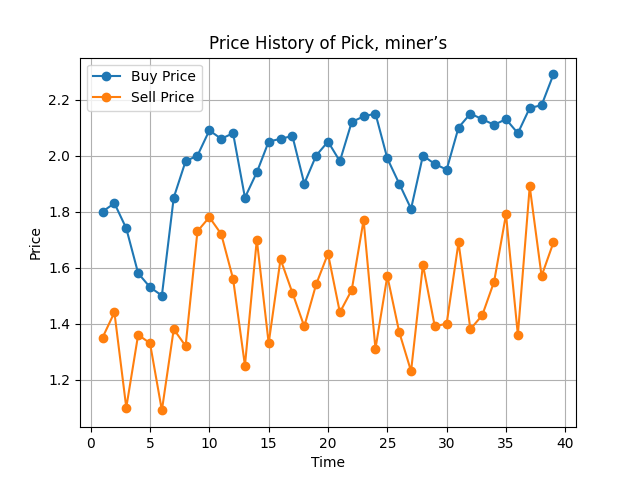 Price History of Pick, miner’s
Buy Price
Sell Price
Price
2.2
2.0
1.8
1.6
1.4
1.2
0 5 10 15 20 25 30 35 40
Time